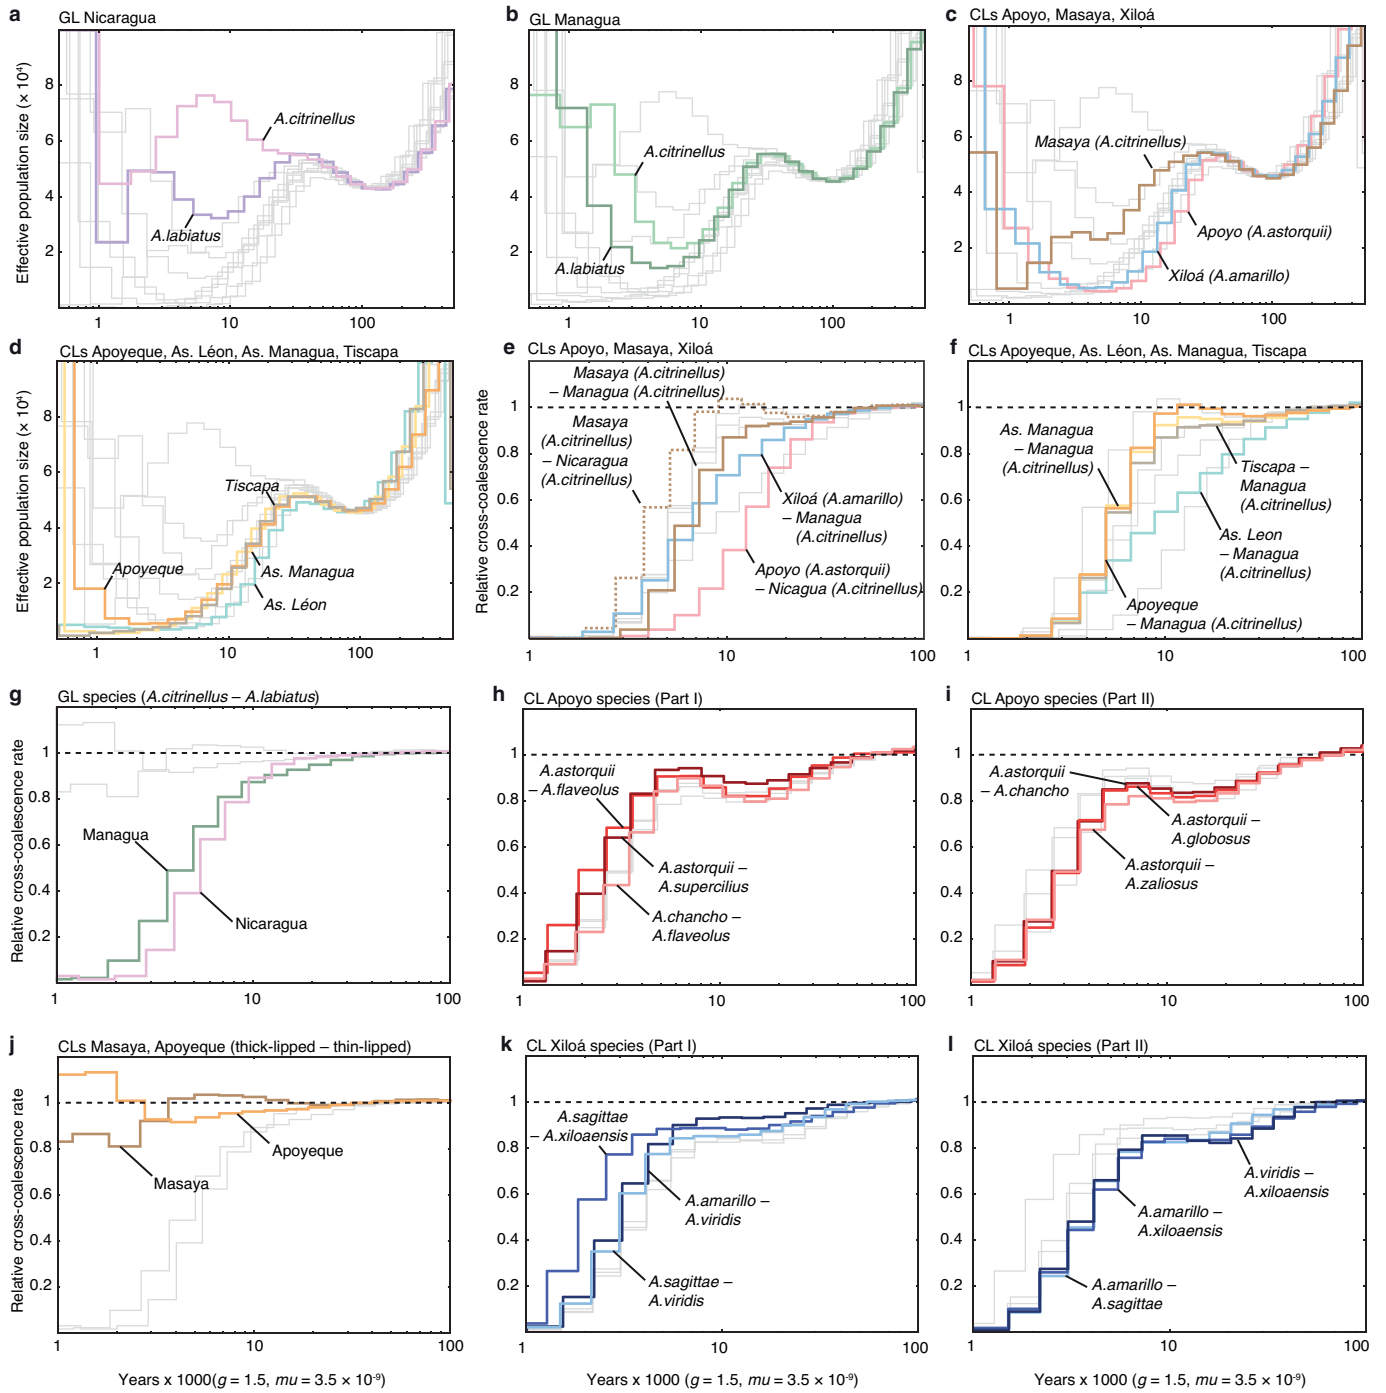 a GL Nicaragua
Effective population size (× 10⁴)
8
6
4
2
A.citrinellus
A.labiatus
1 10 100
b GL Managua
A.citrinellus
A.labiatus
1 10 100
c CLs Apoyo, Masaya, Xiloá
8
6
4
2
Masaya (A.citrinellus)
Apoyo (A.astorquii)
Xiloá (A.amarillo)
1 10 100
d CLs Apoyeque, As. Léon, As. Managua, Tiscapa
Effective population size (× 10⁴)
8
6
4
2
Tiscapa
Apoyeque
As. Managua
As. Léon
1 10 100
e CLs Apoyo, Masaya, Xiloá
Relative cross-coalescence rate
1
0.8
0.6
0.4
0.2
Masaya (A.citrinellus)
– Managua (A.citrinellus)
Masaya
(A.citrinellus)
– Nicaragua
(A.citrinellus)
Xiloá (A.amarillo)
– Managua
(A.citrinellus)
Apoyo (A.astorquii)
– Nicagua (A.citrinellus)
1 10 100
f CLs Apoyeque, As. Léon, As. Managua, Tiscapa
1
0.8
0.6
0.4
0.2
As. Managua
– Managua
(A.citrinellus)
Tiscapa –
Managua
(A.citrinellus)
As. Leon
– Managua
(A.citrinellus)
Apoyeque
– Managua (A.citrinellus)
1 10 100
g GL species (A.citrinellus – A.labiatus)
Relative cross-coalescence rate
1
0.8
0.6
0.4
0.2
Managua
Nicaragua
1 10 100
h CL Apoyo species (Part I)
1
0.8
0.6
0.4
0.2
A.astorquii
– A.flaveolus
A.astorquii –
A.supercilius
A.chancho –
A.flaveolus
1 10 100
i CL Apoyo species (Part II)
1
0.8
0.6
0.4
0.2
A.astorquii
– A.chancho
A.astorquii –
A.globosus
A.astorquii –
A.zaliosus
1 10 100
j CLs Masaya, Apoyeque (thick-lipped – thin-lipped)
Relative cross-coalescence rate
1
0.8
0.6
0.4
0.2
Apoyeque
Masaya
1 10 100
Years x 1000(g = 1.5, mu = 3.5 × 10⁻⁹)
k CL Xiloá species (Part I)
1
0.8
0.6
0.4
0.2
A.sagittae
– A.xiloaensis
A.amarillo –
A.viridis
A.sagittae –
A.viridis
1 10 100
Years x 1000 (g = 1.5, mu = 3.5 × 10⁻⁹)
l CL Xiloá species (Part II)
1
0.8
0.6
0.4
0.2
A.viridis –
A.xiloaensis
A.amarillo –
A.xiloaensis
A.amarillo –
A.sagittae
1 10 100
Years x 1000 (g = 1.5, mu = 3.5 × 10⁻⁹)